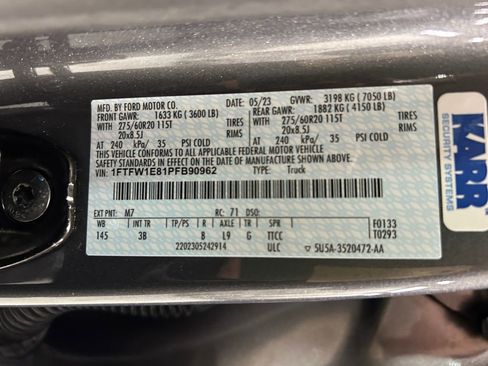 MFD. BY FORD MOTOR CO.
DATE: 05/23 GVWR: 3198 KG ( 7050 LB)
FRONT GAWR: 1633 KG ( 3600 LB) REAR GAWR: 1882 KG ( 4150 LB)
WITH WITH
275/60R20 115T TIRES 275/60R20 115T TIRES
20x8.5J RIMS 20x8.5J RIMS
AT 240 kPa/ 35 PSI COLD AT 240 kPa/ 35 PSI COLD
THIS VEHICLE CONFORMS TO ALL APPLICABLE FEDERAL MOTOR VEHICLE SAFETY STANDARDS IN EFFECT
ON THE DATE OF MANUFACTURE SHOWN ABOVE.
VIN: 1FTFW1E81PFB90962 TYPE: Truck
EXT PNT: M7 RC: 71 DSO: F0133
WB BRK INT TR TP/PS R AXLE TR SPR T0293
145 3B 8 L9 G TTCC
2202305242914 ULC 5U5A-3520472-AA
KARR
SECURITY SYSTEMS